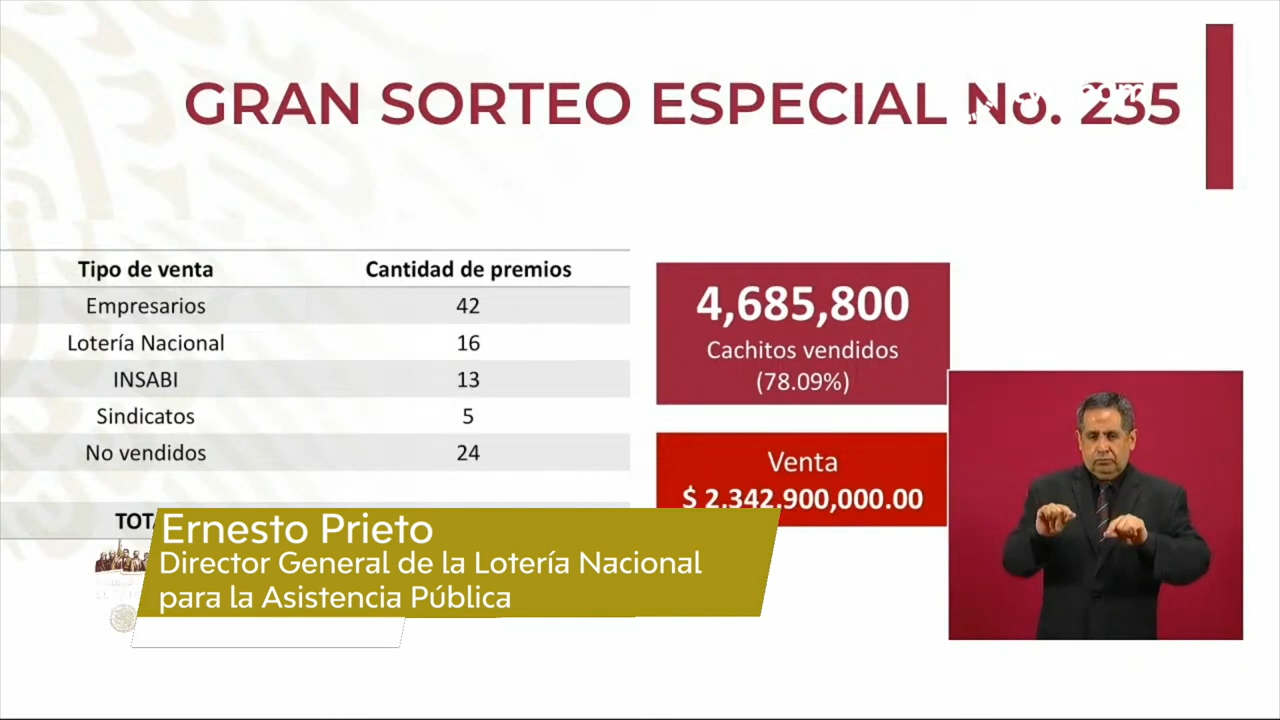 GRAN SORTEO ESPECIAL No. 235
Tipo de venta Cantidad de premios
Empresarios 42
Lotería Nacional 16
INSABI 13
Sindicatos 5
No vendidos 24
4,685,800
Cachitos vendidos
(78.09%)
Venta
$ 2,342,900,000.00
Ernesto Prieto
Director General de la Lotería Nacional
para la Asistencia Pública